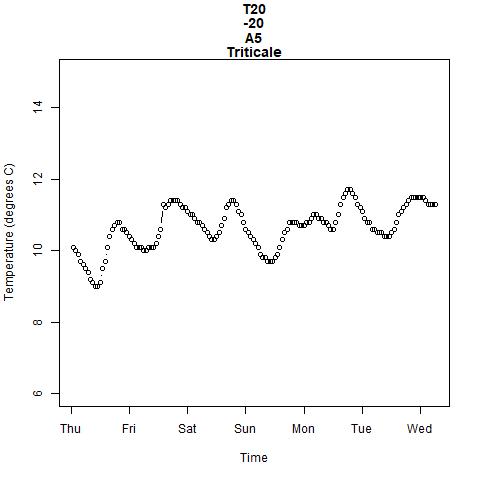 T20
-20
A5
Triticale
Temperature (degrees C)
14
12
10
8
6
Thu Fri Sat Sun Mon Tue Wed
Time